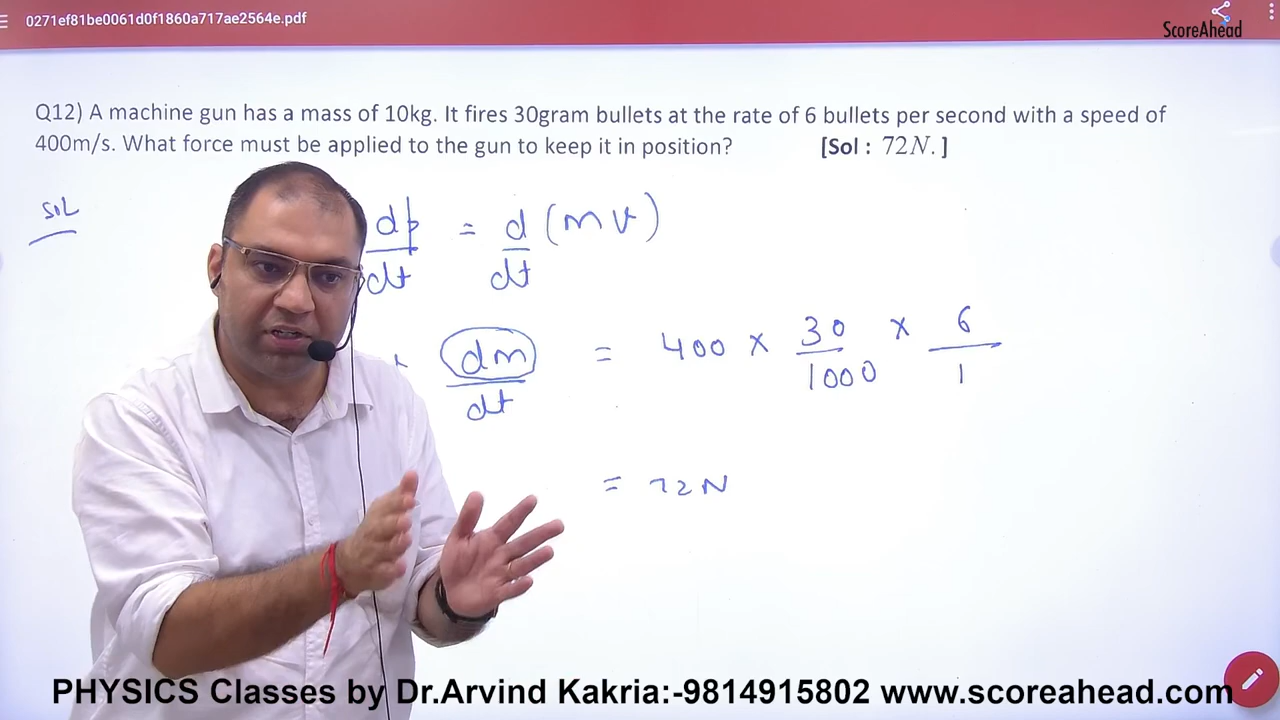 0271ef81be0061d0f1860a717ae2564e.pdf
ScoreAhead
Q12) A machine gun has a mass of 10kg. It fires 30gram bullets at the rate of 6 bullets per second with a speed of
400m/s. What force must be applied to the gun to keep it in position? [Sol : 72N. ]
Sol
dp/dt = d/dt (mv)
dm/dt = 400 × 30/1000 × 6/1
= 72 N
PHYSICS Classes by Dr.Arvind Kakria:-9814915802 www.scoreahead.com